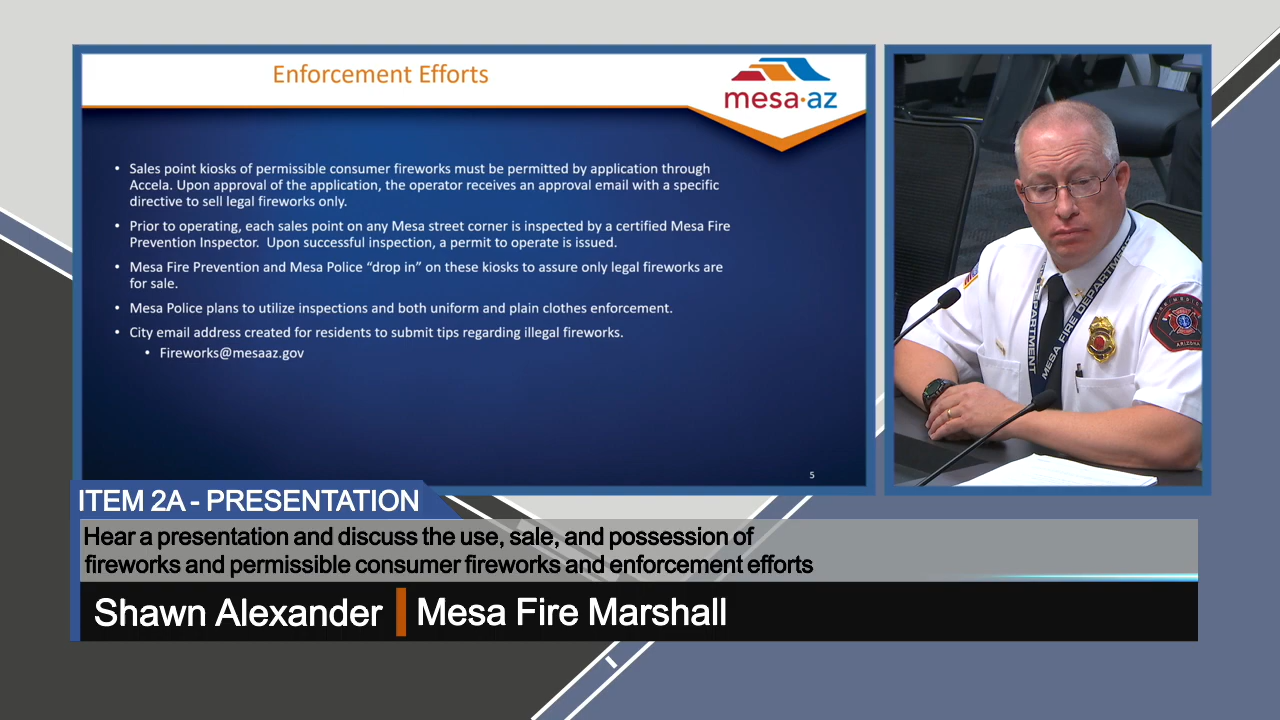 Enforcement Efforts
mesa·az
• Sales point kiosks of permissible consumer fireworks must be permitted by application through
Accela. Upon approval of the application, the operator receives an approval email with a specific
directive to sell legal fireworks only.
• Prior to operating, each sales point on any Mesa street corner is inspected by a certified Mesa Fire
Prevention Inspector. Upon successful inspection, a permit to operate is issued.
• Mesa Fire Prevention and Mesa Police “drop in” on these kiosks to assure only legal fireworks are
for sale.
• Mesa Police plans to utilize inspections and both uniform and plain clothes enforcement.
• City email address created for residents to submit tips regarding illegal fireworks.
• Fireworks@mesaaz.gov
5
MESA FIRE DEPARTMENT
DEPARTMENT
ARIZONA
ITEM 2A - PRESENTATION
Hear a presentation and discuss the use, sale, and possession of
fireworks and permissible consumer fireworks and enforcement efforts
Shawn Alexander
Mesa Fire Marshall